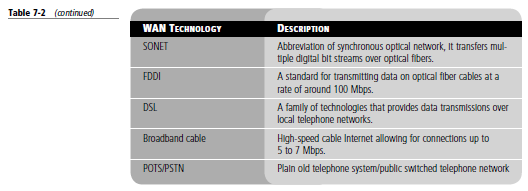 Table 7-2 (continued)
WAN TECHNOLOGY DESCRIPTION
SONET Abbreviation of synchronous optical network, it transfers mul-
tiple digital bit streams over optical fibers.
FDDI A standard for transmitting data on optical fiber cables at a
rate of around 100 Mbps.
DSL A family of technologies that provides data transmissions over
local telephone networks.
Broadband cable High-speed cable Internet allowing for connections up to
5 to 7 Mbps.
POTS/PSTN Plain old telephone system/public switched telephone network